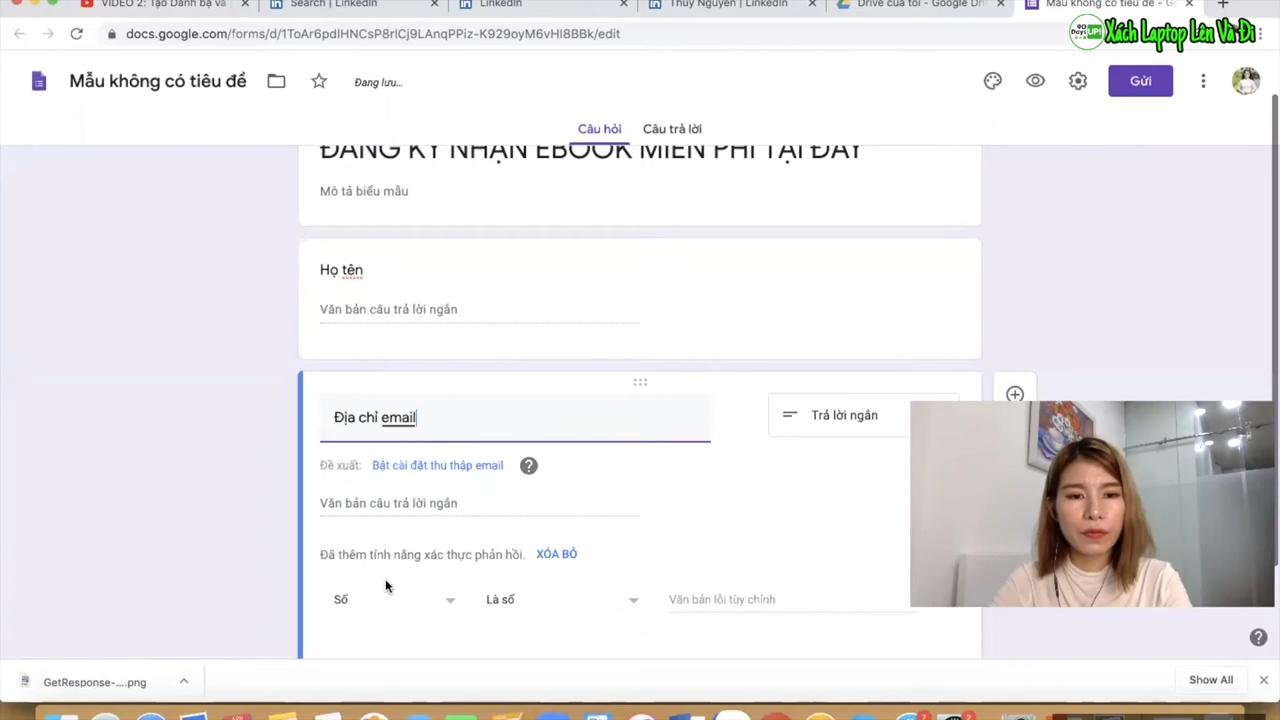 VIDEO 2: Tạo Danh bạ và
Search | LinkedIn
LinkedIn
Thuy Nguyen | LinkedIn
Drive của tôi - Google Dri
Mẫu không có tiêu đề - G
docs.google.com/forms/d/1ToAr6pdlHNCsPBrlCj9LAnqPPiz-K929oyM6vHI8BBk/edit
90 Days UP!
Xách Laptop Lên Và Đi
Mẫu không có tiêu đề
Đang lưu...
Gửi
Câu hỏi
Câu trả lời
ĐĂNG KÝ NHẬN EBOOK MIỄN PHÍ TẠI ĐÂY
Mô tả biểu mẫu
Họ tên
Văn bản câu trả lời ngắn
Địa chỉ email
Trả lời ngắn
Đề xuất: Bật cài đặt thu thập email
Văn bản câu trả lời ngắn
Đã thêm tính năng xác thực phản hồi. XÓA BỎ
Số
Là số
Văn bản lỗi tùy chỉnh
GetResponse-....png
Show All